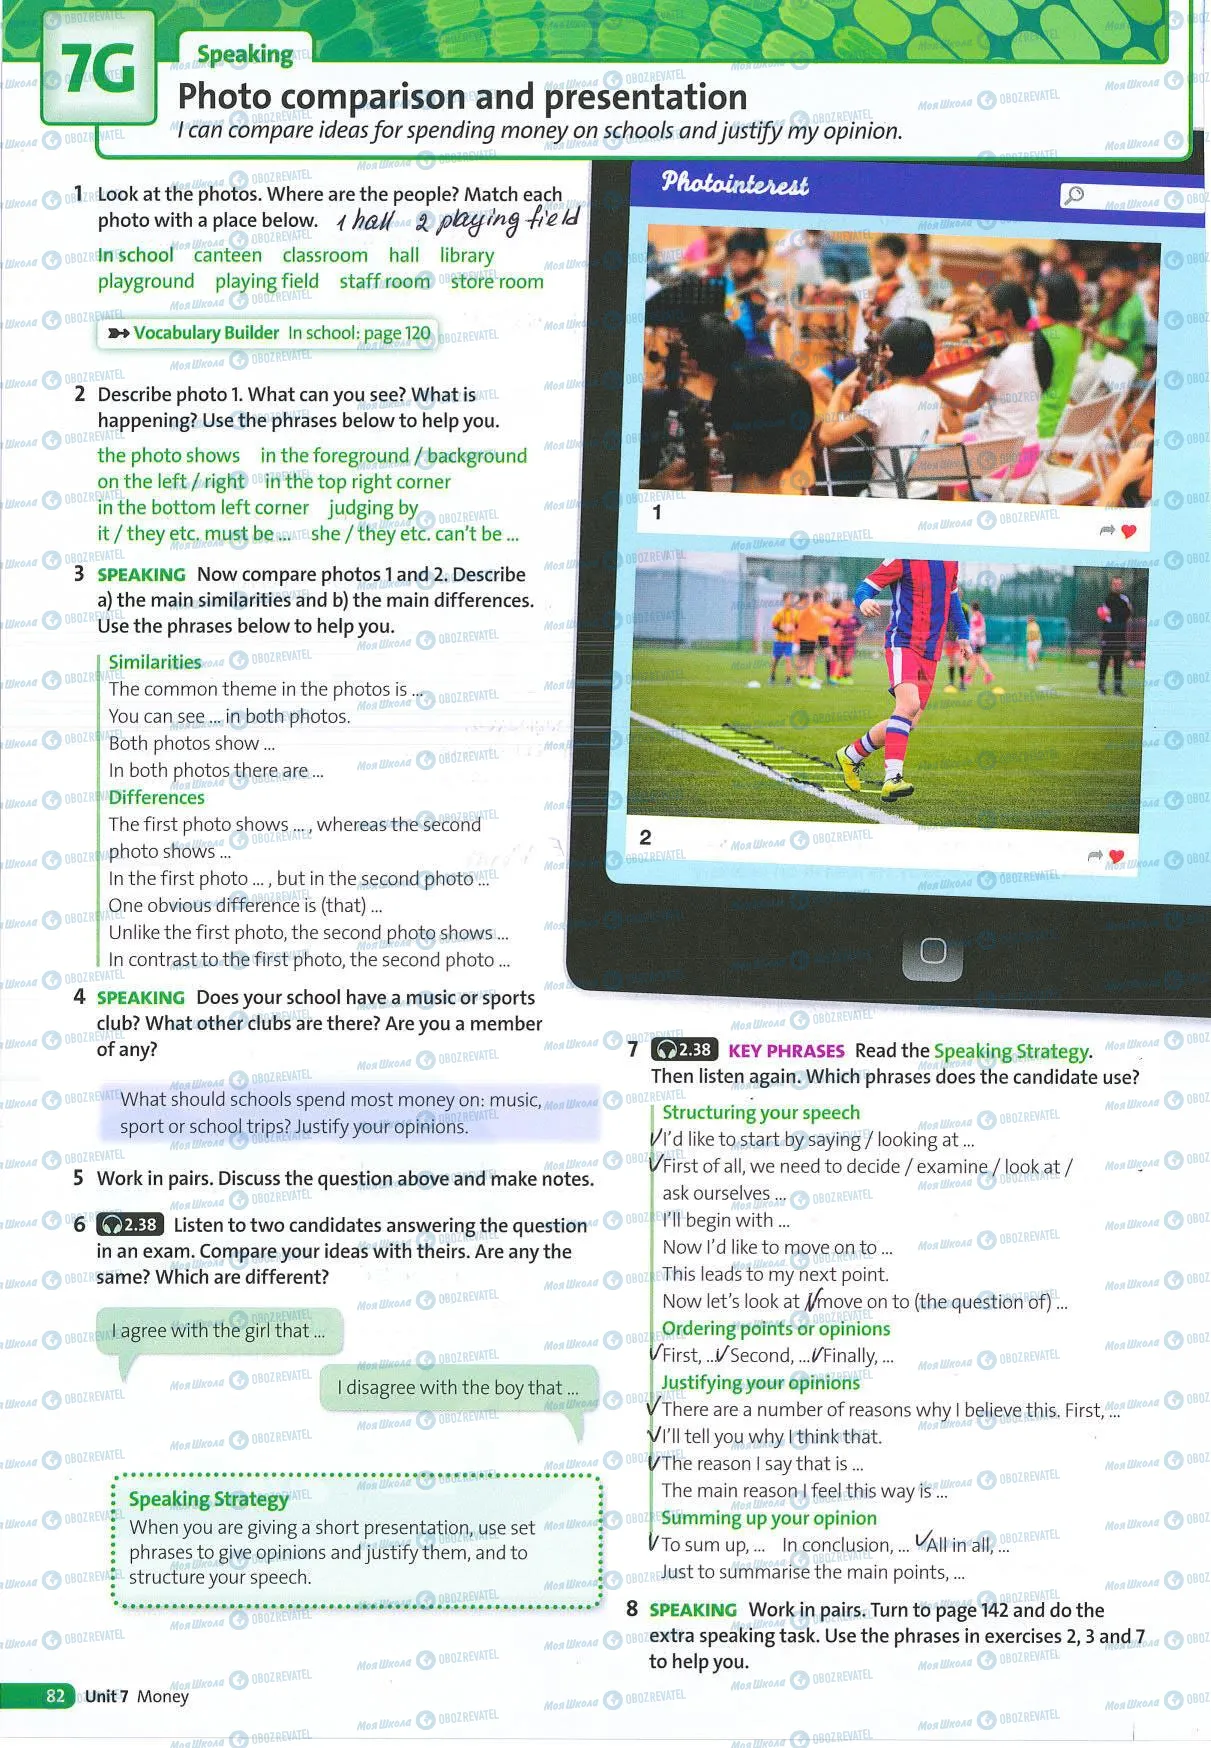 7G
Speaking
Photo comparison and presentation
I can compare ideas for spending money on schools and justify my opinion.
1 Look at the photos. Where are the people? Match each
photo with a place below. 1 hall 2 playing field
In school canteen classroom hall library
playground playing field staff room store room
Vocabulary Builder In school: page 120
2 Describe photo 1. What can you see? What is
happening? Use the phrases below to help you.
the photo shows in the foreground / background
on the left / right in the top right corner
in the bottom left corner judging by
it / they etc. must be ... she / they etc. can't be ...
3 SPEAKING Now compare photos 1 and 2. Describe
a) the main similarities and b) the main differences.
Use the phrases below to help you.
Similarities
The common theme in the photos is ...
You can see ... in both photos.
Both photos show ...
In both photos there are ...
Differences
The first photo shows ... , whereas the second
photo shows ...
In the first photo ... , but in the second photo ...
One obvious difference is (that) ...
Unlike the first photo, the second photo shows ...
In contrast to the first photo, the second photo ...
4 SPEAKING Does your school have a music or sports
club? What other clubs are there? Are you a member
of any?
What should schools spend most money on: music,
sport or school trips? Justify your opinions.
5 Work in pairs. Discuss the question above and make notes.
6 2.38 Listen to two candidates answering the question
in an exam. Compare your ideas with theirs. Are any the
same? Which are different?
I agree with the girl that ...
I disagree with the boy that ...
Speaking Strategy
When you are giving a short presentation, use set
phrases to give opinions and justify them, and to
structure your speech.
Photointerest
1
2
7 2.38 KEY PHRASES Read the Speaking Strategy.
Then listen again. Which phrases does the candidate use?
Structuring your speech
✓I'd like to start by saying / looking at ...
✓First of all, we need to decide / examine / look at /
ask ourselves ...
I'll begin with ...
Now I'd like to move on to ...
This leads to my next point.
Now let's look at /✓move on to (the question of) ...
Ordering points or opinions
✓First, ...✓Second, ...✓Finally, ...
Justifying your opinions
✓There are a number of reasons why I believe this. First, ...
✓I'll tell you why I think that.
✓The reason I say that is ...
The main reason I feel this way is ...
Summing up your opinion
✓To sum up, ... In conclusion, ... ✓All in all, ...
Just to summarise the main points, ...
8 SPEAKING Work in pairs. Turn to page 142 and do the
extra speaking task. Use the phrases in exercises 2, 3 and 7
to help you.
82 Unit 7 Money
Моя Школа OBOZREVATEL